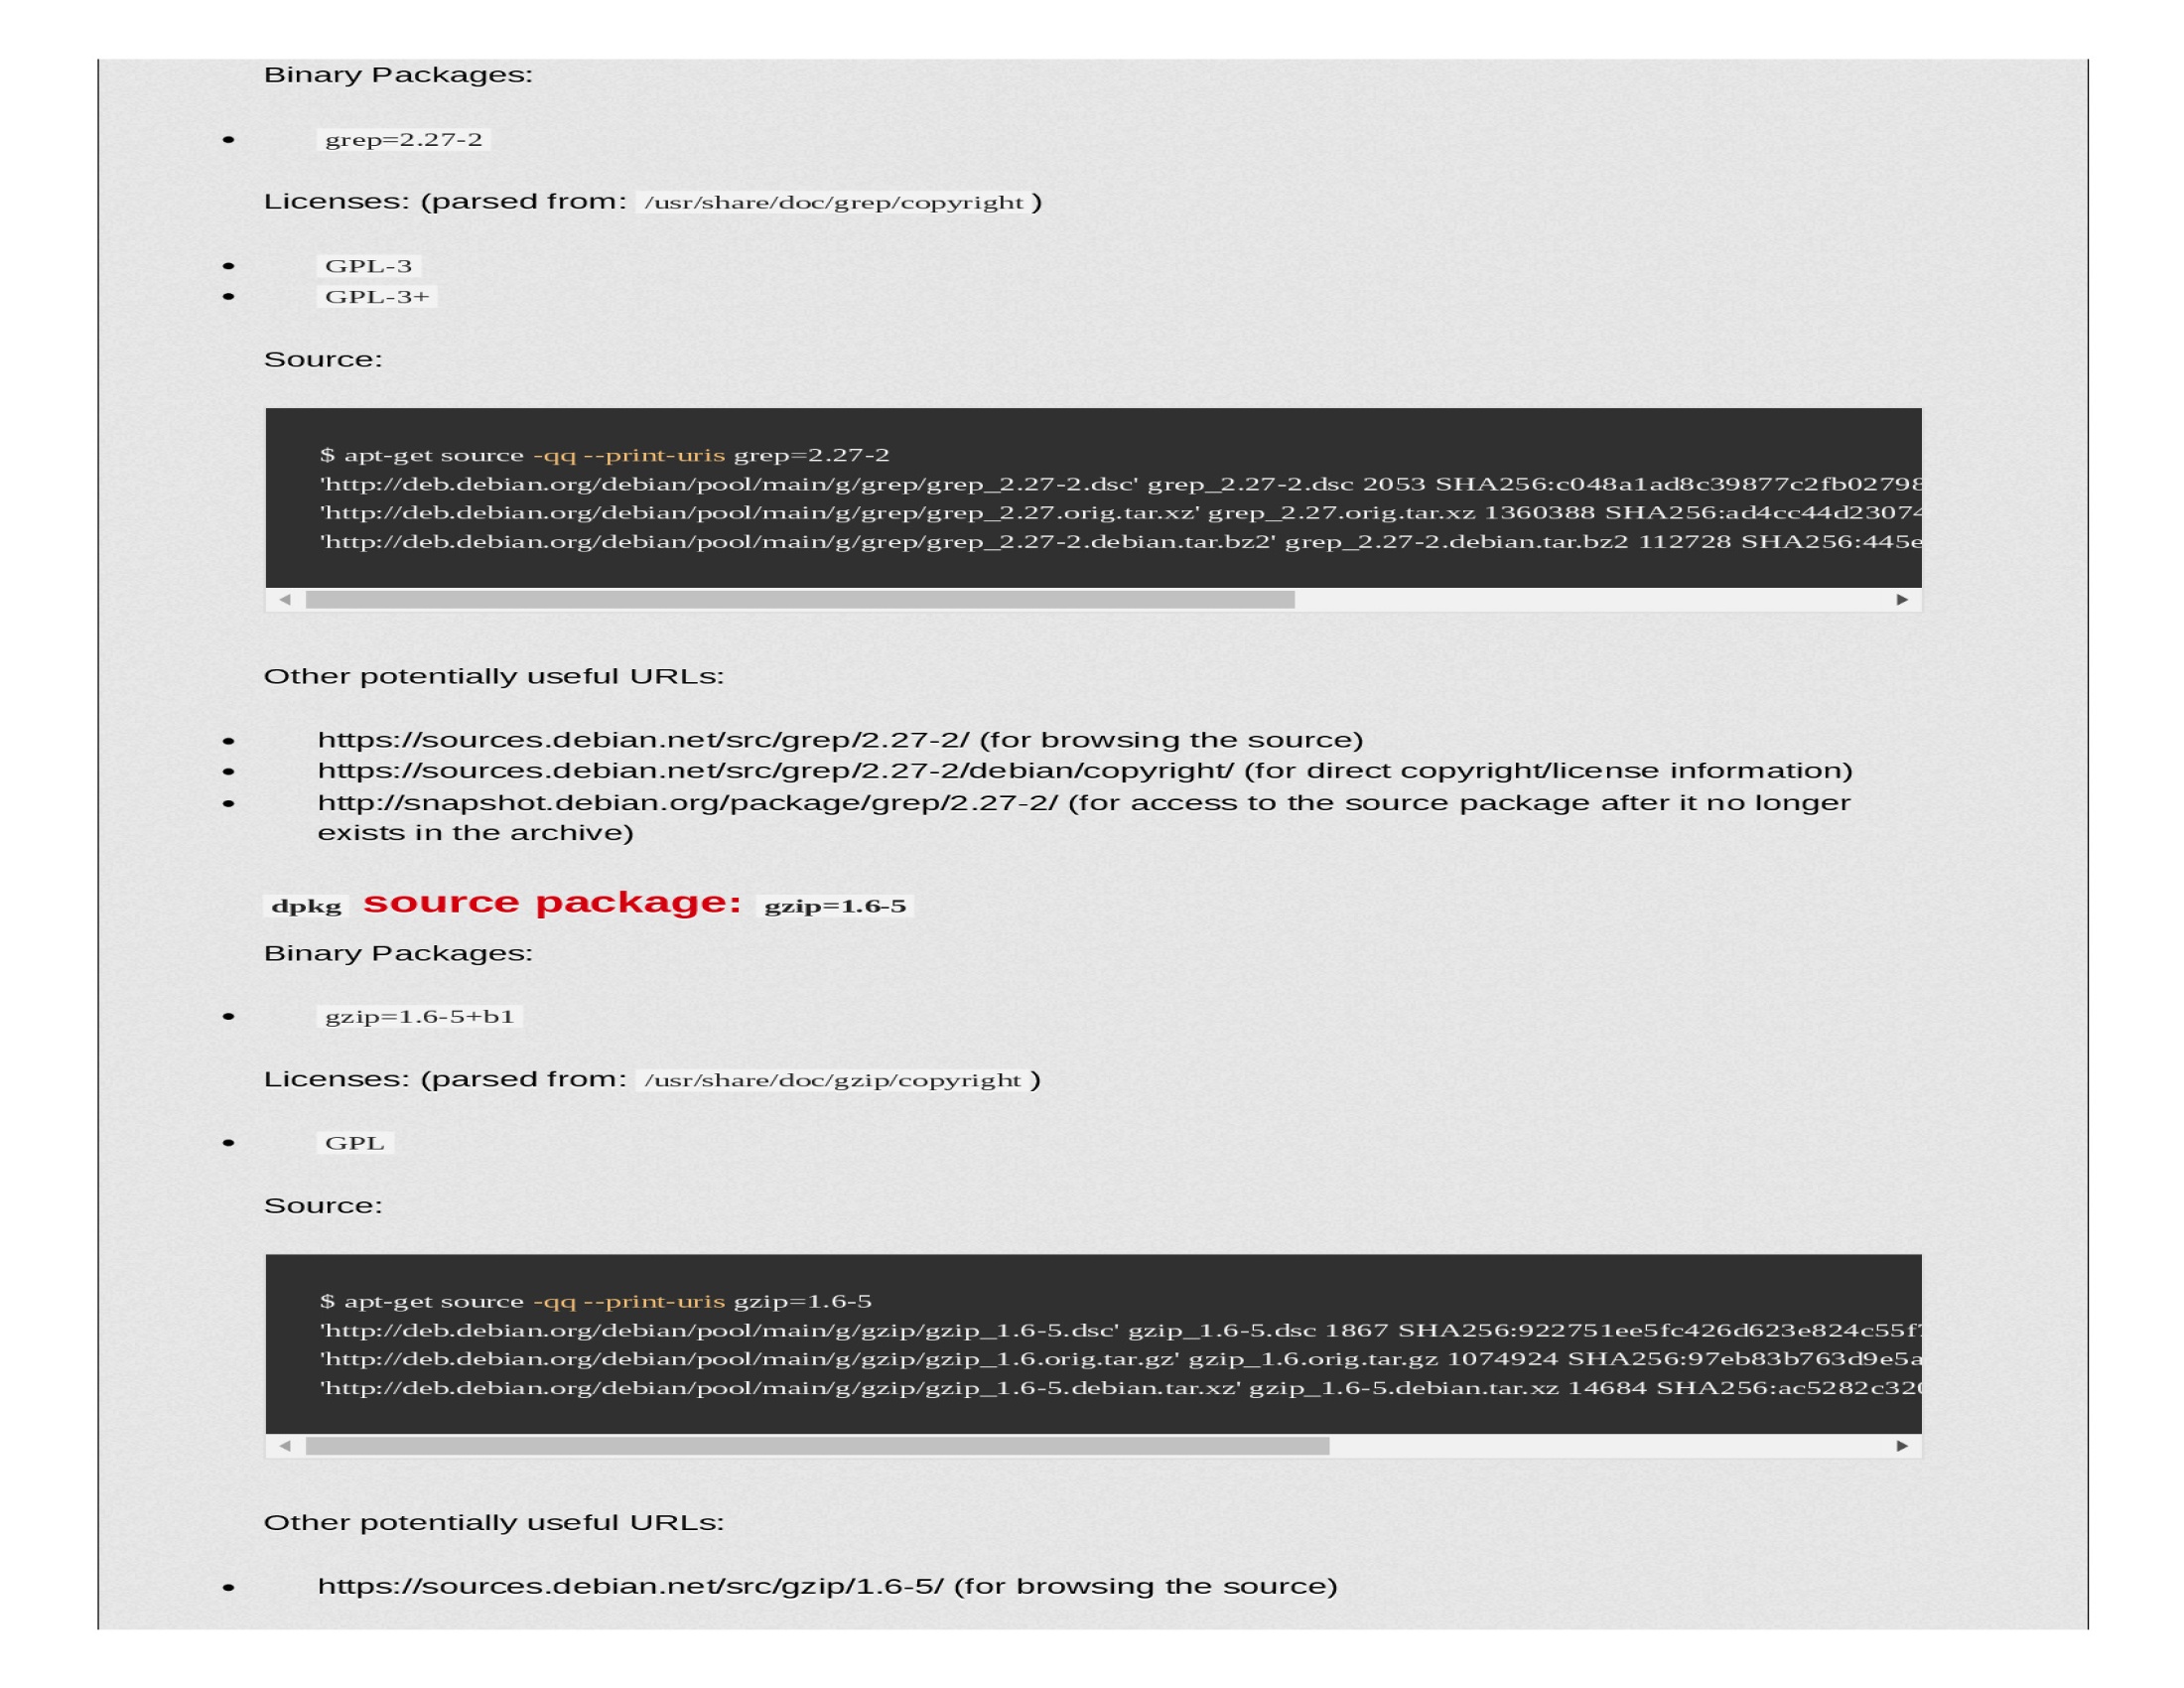 Binary Packages:
grep=2.27-2
Licenses: (parsed from: /usr/share/doc/grep/copyright )
GPL-3
GPL-3+
Source:
$ apt-get source -qq --print-uris grep=2.27-2
'http://deb.debian.org/debian/pool/main/g/grep/grep_2.27-2.dsc' grep_2.27-2.dsc 2053 SHA256:c048a1ad8c39877c2fb02798
'http://deb.debian.org/debian/pool/main/g/grep/grep_2.27.orig.tar.xz' grep_2.27.orig.tar.xz 1360388 SHA256:ad4cc44d23074
'http://deb.debian.org/debian/pool/main/g/grep/grep_2.27-2.debian.tar.bz2' grep_2.27-2.debian.tar.bz2 112728 SHA256:445e
Other potentially useful URLs:
https://sources.debian.net/src/grep/2.27-2/ (for browsing the source)
https://sources.debian.net/src/grep/2.27-2/debian/copyright/ (for direct copyright/license information)
http://snapshot.debian.org/package/grep/2.27-2/ (for access to the source package after it no longer
exists in the archive)
dpkg source package: gzip=1.6-5
Binary Packages:
gzip=1.6-5+b1
Licenses: (parsed from: /usr/share/doc/gzip/copyright )
GPL
Source:
$ apt-get source -qq --print-uris gzip=1.6-5
'http://deb.debian.org/debian/pool/main/g/gzip/gzip_1.6-5.dsc' gzip_1.6-5.dsc 1867 SHA256:922751ee5fc426d623e824c55f7
'http://deb.debian.org/debian/pool/main/g/gzip/gzip_1.6.orig.tar.gz' gzip_1.6.orig.tar.gz 1074924 SHA256:97eb83b763d9e5a
'http://deb.debian.org/debian/pool/main/g/gzip/gzip_1.6-5.debian.tar.xz' gzip_1.6-5.debian.tar.xz 14684 SHA256:ac5282c320
Other potentially useful URLs:
https://sources.debian.net/src/gzip/1.6-5/ (for browsing the source)